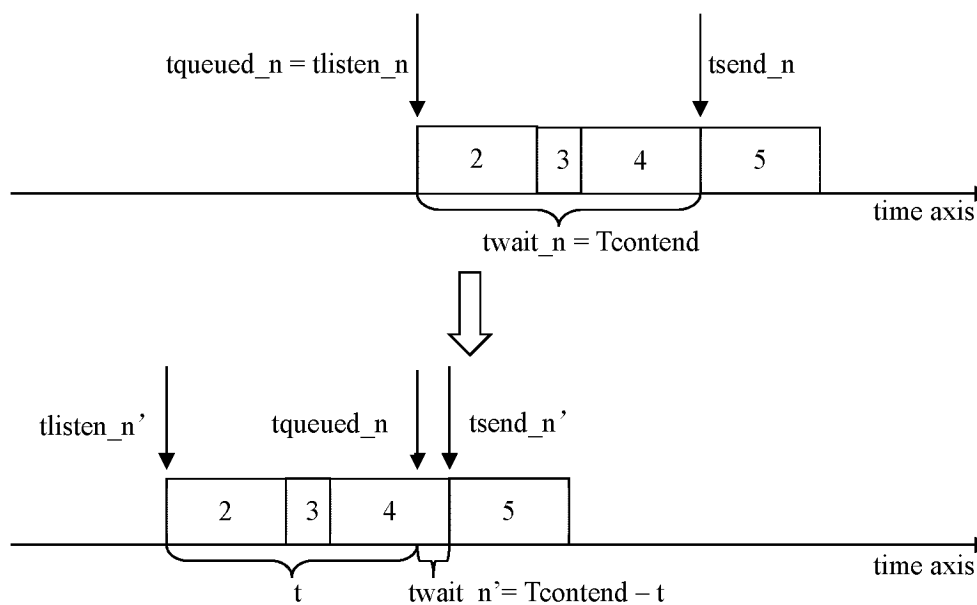 tqueued_n = tlisten_n
tsend_n
2 3 4 5
time axis
twait_n = Tcontend
tlisten_n’
tqueued_n
tsend_n’
2 3 4 5
time axis
t
twait_n’= Tcontend – t